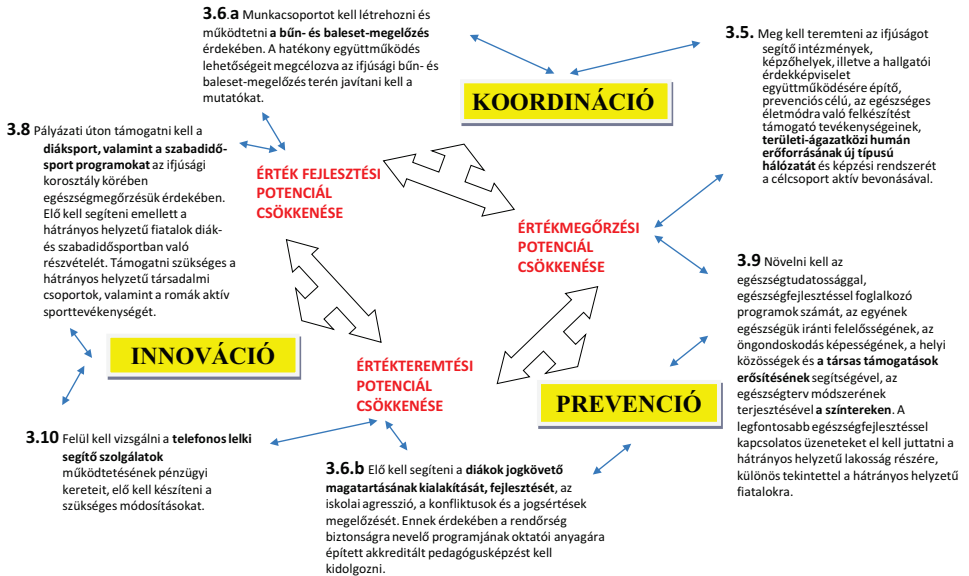 3.6.a Munkacsoportot kell létrehozni és
működtetni a bűn- és baleset-megelőzés
érdekében. A hatékony együttműködés
lehetőségeit megcélozva az ifjúsági bűn- és
baleset-megelőzés terén javítani kell a
mutatókat.
3.5. Meg kell teremteni az ifjúságot
segítő intézmények,
képzőhelyek, illetve a hallgatói
érdekképviselet
együttműködésére építő,
prevenciós célú, az egészséges
életmódra való felkészítést
támogató tevékenységeinek,
területi-ágazatközi humán
erőforrásának új típusú
hálózatát és képzési rendszerét
a célcsoport aktív bevonásával.
KOORDINÁCIÓ
3.8 Pályázati úton támogatni kell a
diáksport, valamint a szabadidő-
sport programokat az ifjúsági
korosztály körében
egészségmegőrzésük érdekében.
Elő kell segíteni emellett a
hátrányos helyzetű fiatalok diák-
és szabadidősportban való
részvételét. Támogatni szükséges a
hátrányos helyzetű társadalmi
csoportok, valamint a romák aktív
sporttevékenységét.
ÉRTÉK FEJLESZTÉSI
POTENCIÁL
CSÖKKENÉSE
ÉRTÉKMEGŐRZÉSI
POTENCIÁL
CSÖKKENÉSE
3.9 Növelni kell az
egészségtudatossággal,
egészségfejlesztéssel foglalkozó
programok számát, az egyének
egészségük iránti felelősségének, az
öngondoskodás képességének, a helyi
közösségek és a társas támogatások
erősítésének segítségével, az
egészségterv módszerének
terjesztésével a színtereken. A
legfontosabb egészségfejlesztéssel
kapcsolatos üzeneteket el kell juttatni a
hátrányos helyzetű lakosság részére,
különös tekintettel a hátrányos helyzetű
fiatalokra.
INNOVÁCIÓ
ÉRTÉKTEREMTÉSI
POTENCIÁL
CSÖKKENÉSE
PREVENCIÓ
3.10 Felül kell vizsgálni a telefonos lelki
segítő szolgálatok
működtetésének pénzügyi
kereteit, elő kell készíteni a
szükséges módosításokat.
3.6.b Elő kell segíteni a diákok jogkövető
magatartásának kialakítását, fejlesztését, az
iskolai agresszió, a konfliktusok és a jogsértések
megelőzését. Ennek érdekében a rendőrség
biztonságra nevelő programjának oktatói anyagára
épített akkreditált pedagógusképzést kell
kidolgozni.